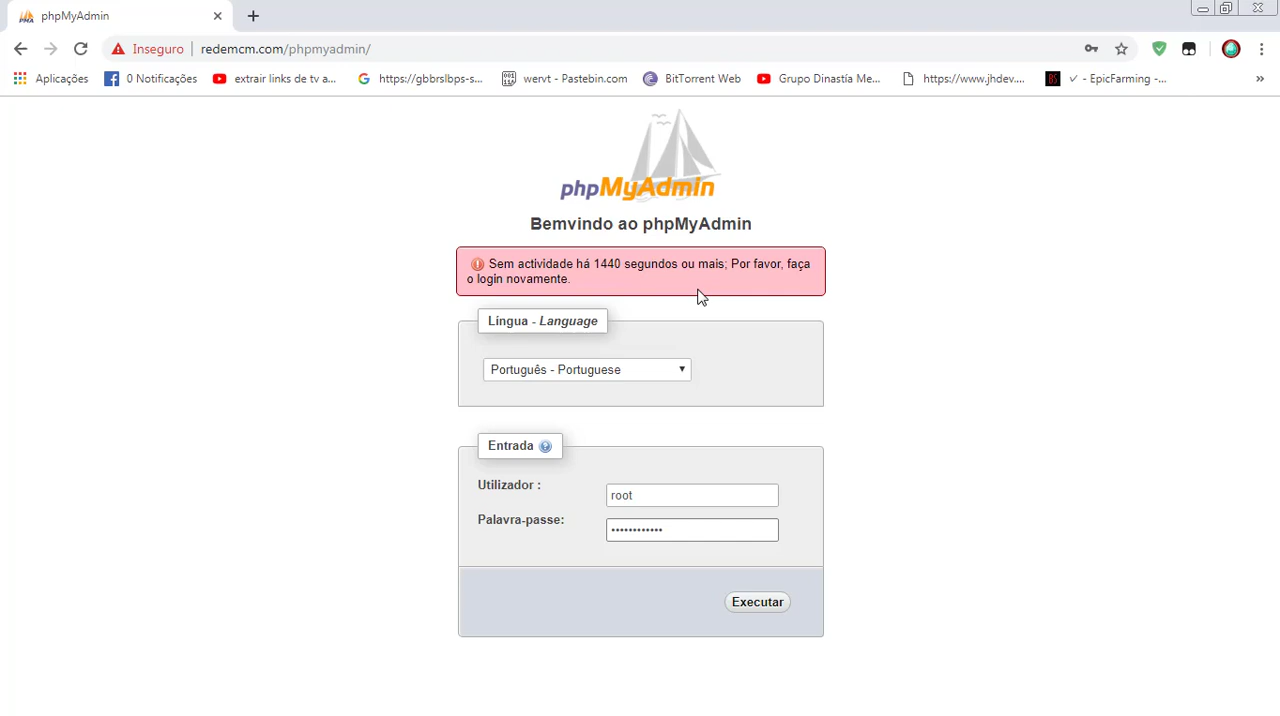 phpMyAdmin
Inseguro redemcm.com/phpmyadmin/
Aplicações 0 Notificações extrair links de tv a... https://gbbrslbps-s... wervt - Pastebin.com BitTorrent Web Grupo Dinastía Me... https://www.jhdev.... ✓ - EpicFarming -... »
phpMyAdmin
Bemvindo ao phpMyAdmin
Sem actividade há 1440 segundos ou mais; Por favor, faça
o login novamente.
Língua - Language
Português - Portuguese
Entrada
Utilizador :
root
Palavra-passe:
••••••••••••
Executar